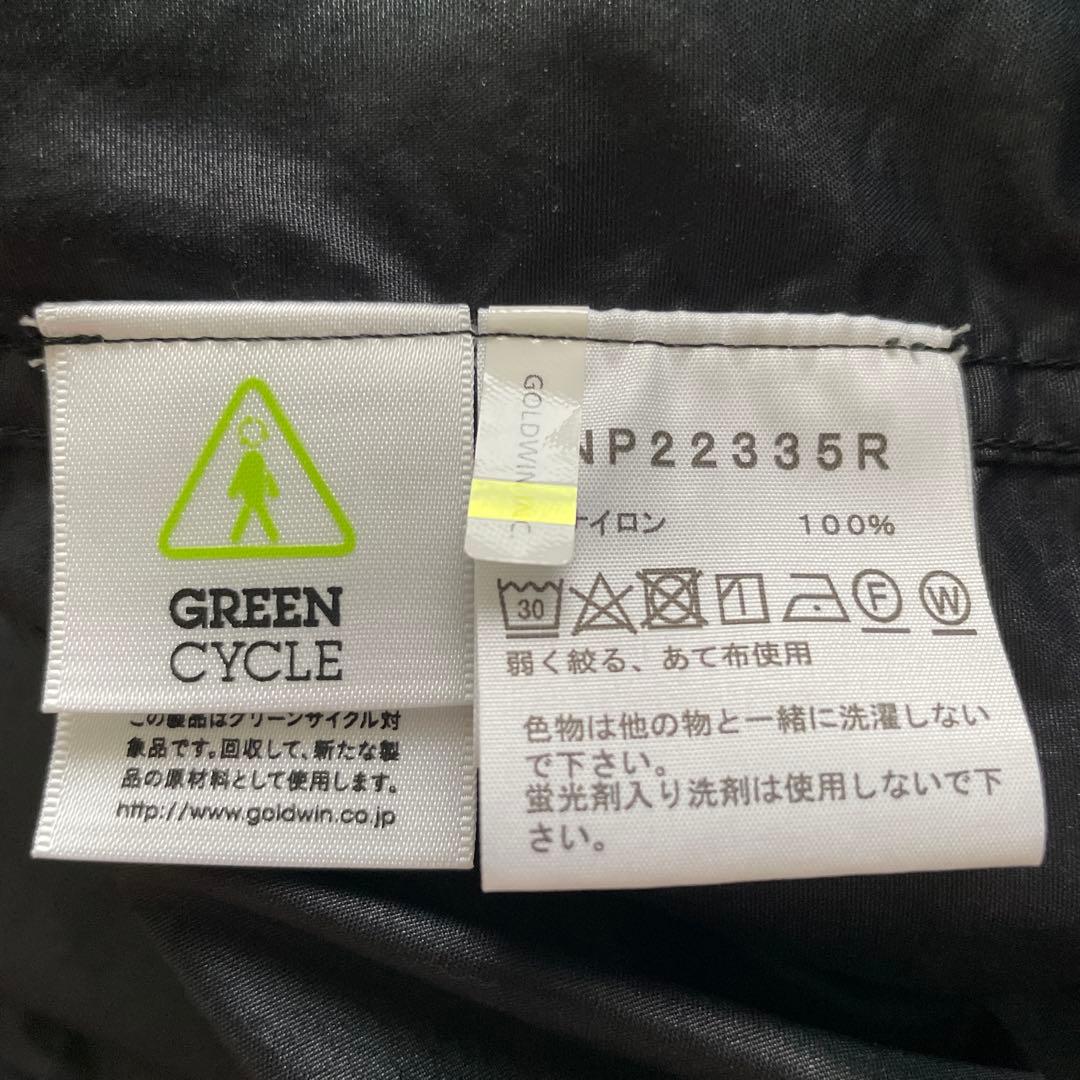 GREEN
CYCLE
この製品はグリーンサイクル対
象品です。回収して、新たな製
品の原材料として使用します。
http://www.goldwin.co.jp
GOLDWIN INC
NP22335R
ナイロン 100%
30 F W
弱く絞る、あて布使用
色物は他の物と一緒に洗濯しない
で下さい。
蛍光剤入り洗剤は使用しないで下
さい。